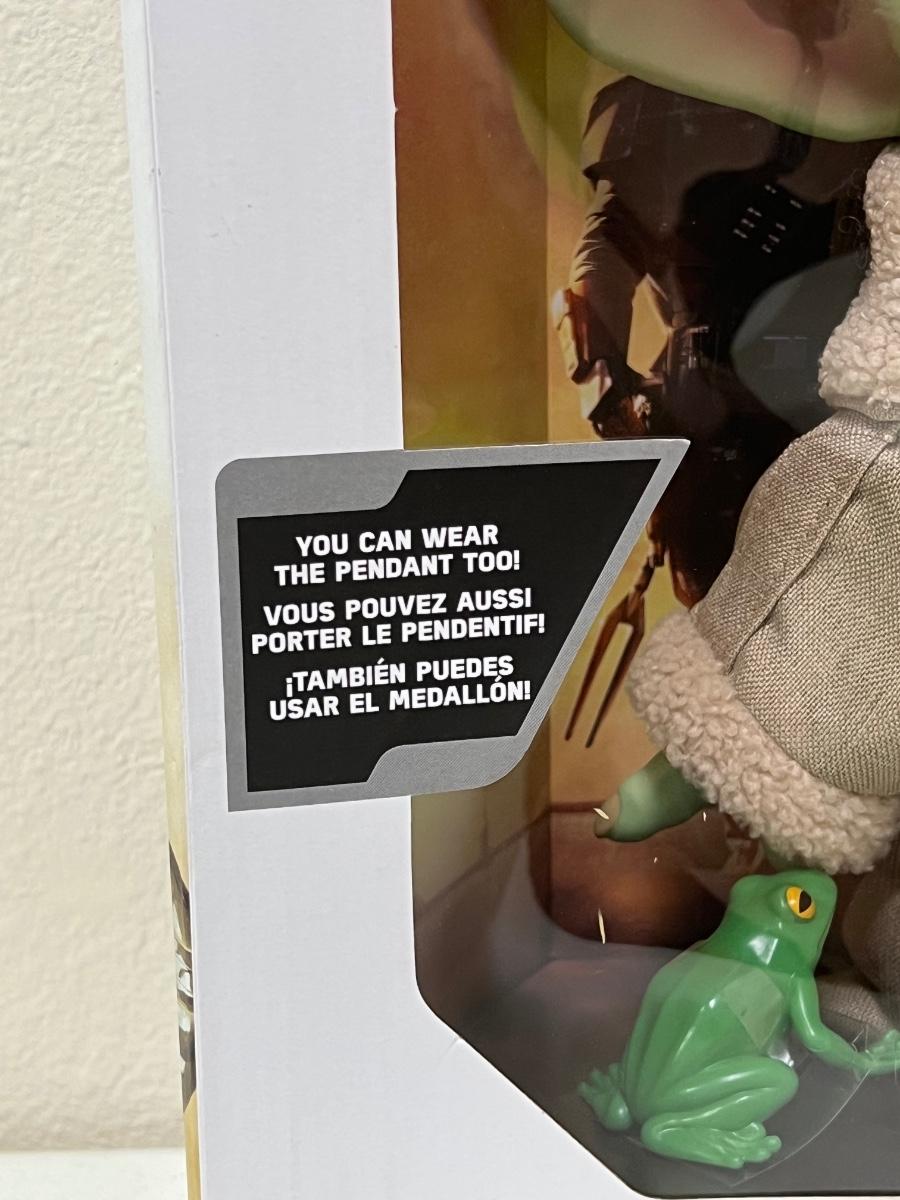 YOU CAN WEAR
THE PENDANT TOO!
VOUS POUVEZ AUSSI
PORTER LE PENDENTIF!
¡TAMBIÉN PUEDES
USAR EL MEDALLÓN!